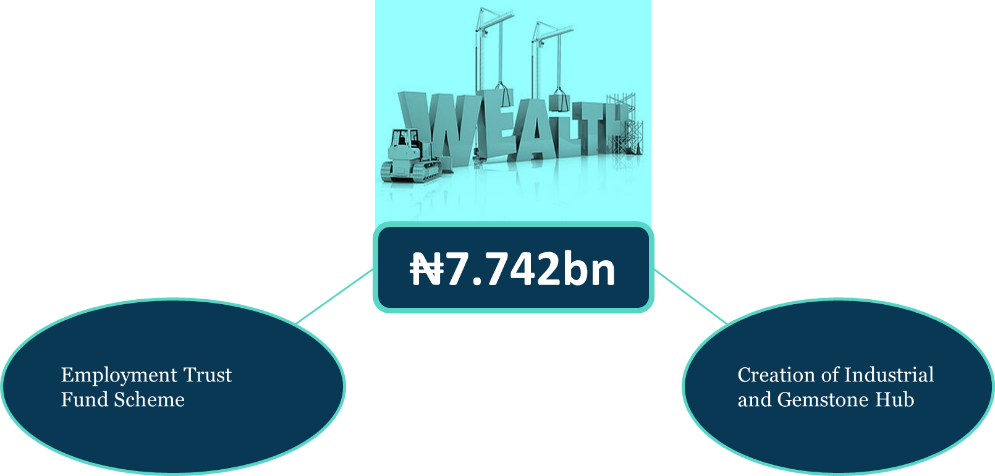 WEALTH
₦7.742bn
Employment Trust
Fund Scheme
Creation of Industrial
and Gemstone Hub